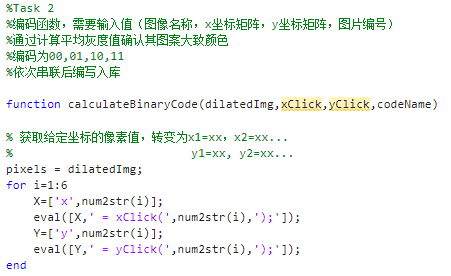 %Task 2
%编码函数，需要输入值（图像名称，x坐标矩阵，y坐标矩阵，图片编号）
%通过计算平均灰度值确认其图案大致颜色
%编码为00,01,10,11
%依次串联后编写入库
function calculateBinaryCode(dilatedImg,xClick,yClick,codeName)
% 获取给定坐标的像素值，转变为x1=xx，x2=xx...
% y1=xx, y2=xx...
pixels = dilatedImg;
for i=1:6
X=['x',num2str(i)];
eval([X,' = xClick(',num2str(i),');']);
Y=['y',num2str(i)];
eval([Y,' = yClick(',num2str(i),');']);
end